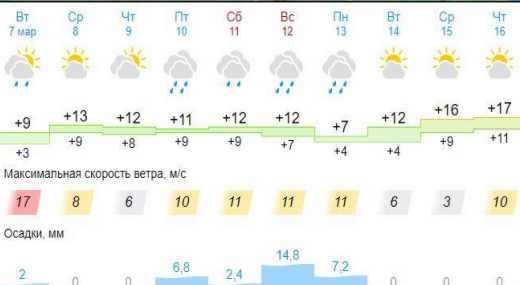 Вт Ср Чт Пт Сб Вс Пн Вт Ср Чт
7 мар 8 9 10 11 12 13 14 15 16
+9 +13 +12 +11 +12 +12 +7 +12 +16 +17
+3 +9 +8 +9 +9 +7 +4 +4 +9 +11
Максимальная скорость ветра, м/с
17 8 6 10 11 11 11 6 3 10
Осадки, мм
2 0 0 6,8 2,4 14,8 7,2 0 0 0